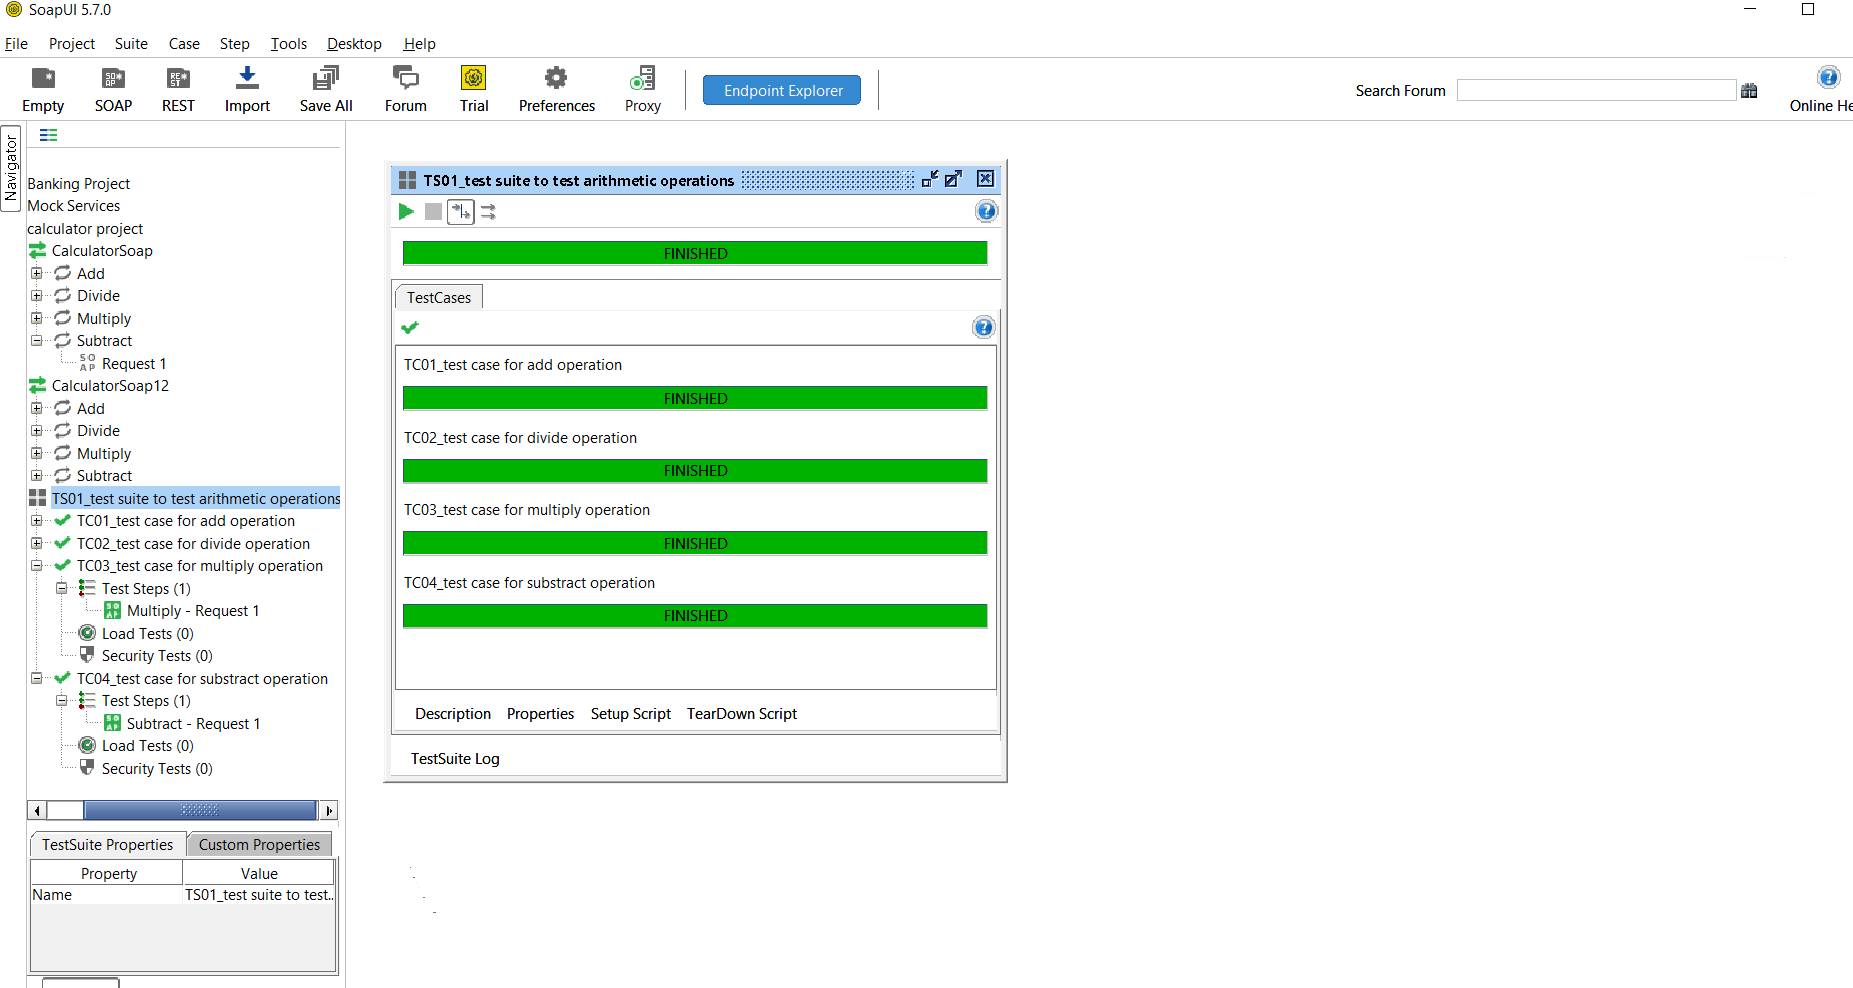 SoapUI 5.7.0
File Project Suite Case Step Tools Desktop Help
Empty SOAP REST Import Save All Forum Trial Preferences Proxy Endpoint Explorer Search Forum Online He
Navigator
Banking Project
Mock Services
calculator project
CalculatorSoap
Add
Divide
Multiply
Subtract
Request 1
CalculatorSoap12
Add
Divide
Multiply
Subtract
TS01_test suite to test arithmetic operations
TC01_test case for add operation
TC02_test case for divide operation
TC03_test case for multiply operation
Test Steps (1)
Multiply - Request 1
Load Tests (0)
Security Tests (0)
TC04_test case for substract operation
Test Steps (1)
Subtract - Request 1
Load Tests (0)
Security Tests (0)
TestSuite Properties Custom Properties
Property Value
Name TS01_test suite to test..
TS01_test suite to test arithmetic operations
FINISHED
TestCases
TC01_test case for add operation
FINISHED
TC02_test case for divide operation
FINISHED
TC03_test case for multiply operation
FINISHED
TC04_test case for substract operation
FINISHED
Description Properties Setup Script TearDown Script
TestSuite Log